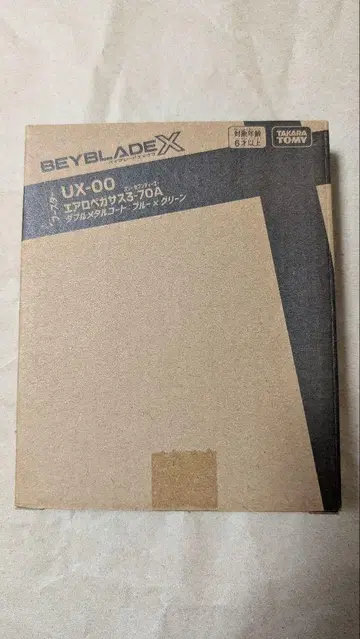 BEYBLADE X
ベイブレードエックス
対象年齢
6才以上
TAKARA
TOMY
ブースター
UX-00
エアロペガサス3-70A
ダブルメタルコート ブルー×グリーン